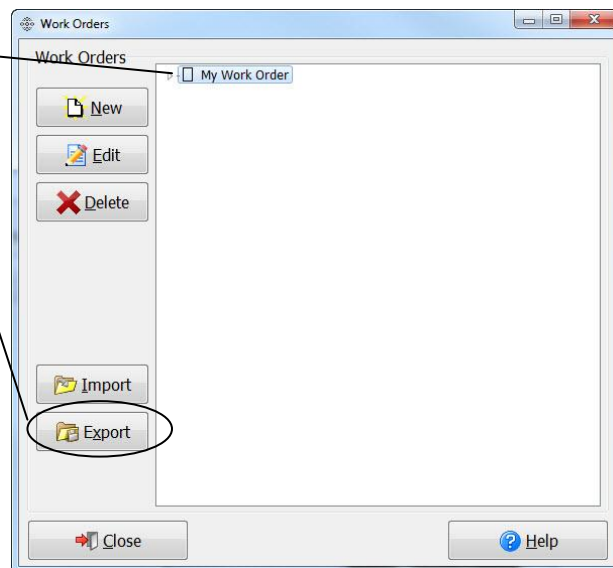 Work Orders
Work Orders
My Work Order
New
Edit
Delete
Import
Export
Close
Help